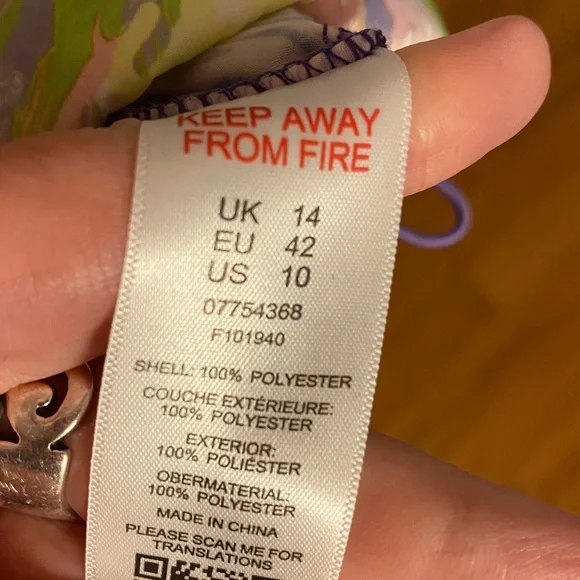 KEEP AWAY
FROM FIRE
UK 14
EU 42
US 10
07754368
F101940
SHELL: 100% POLYESTER
COUCHE EXTÉRIEURE:
100% POLYESTER
EXTERIOR:
100% POLIÉSTER
OBERMATERIAL:
100% POLYESTER
MADE IN CHINA
PLEASE SCAN ME FOR
TRANSLATIONS